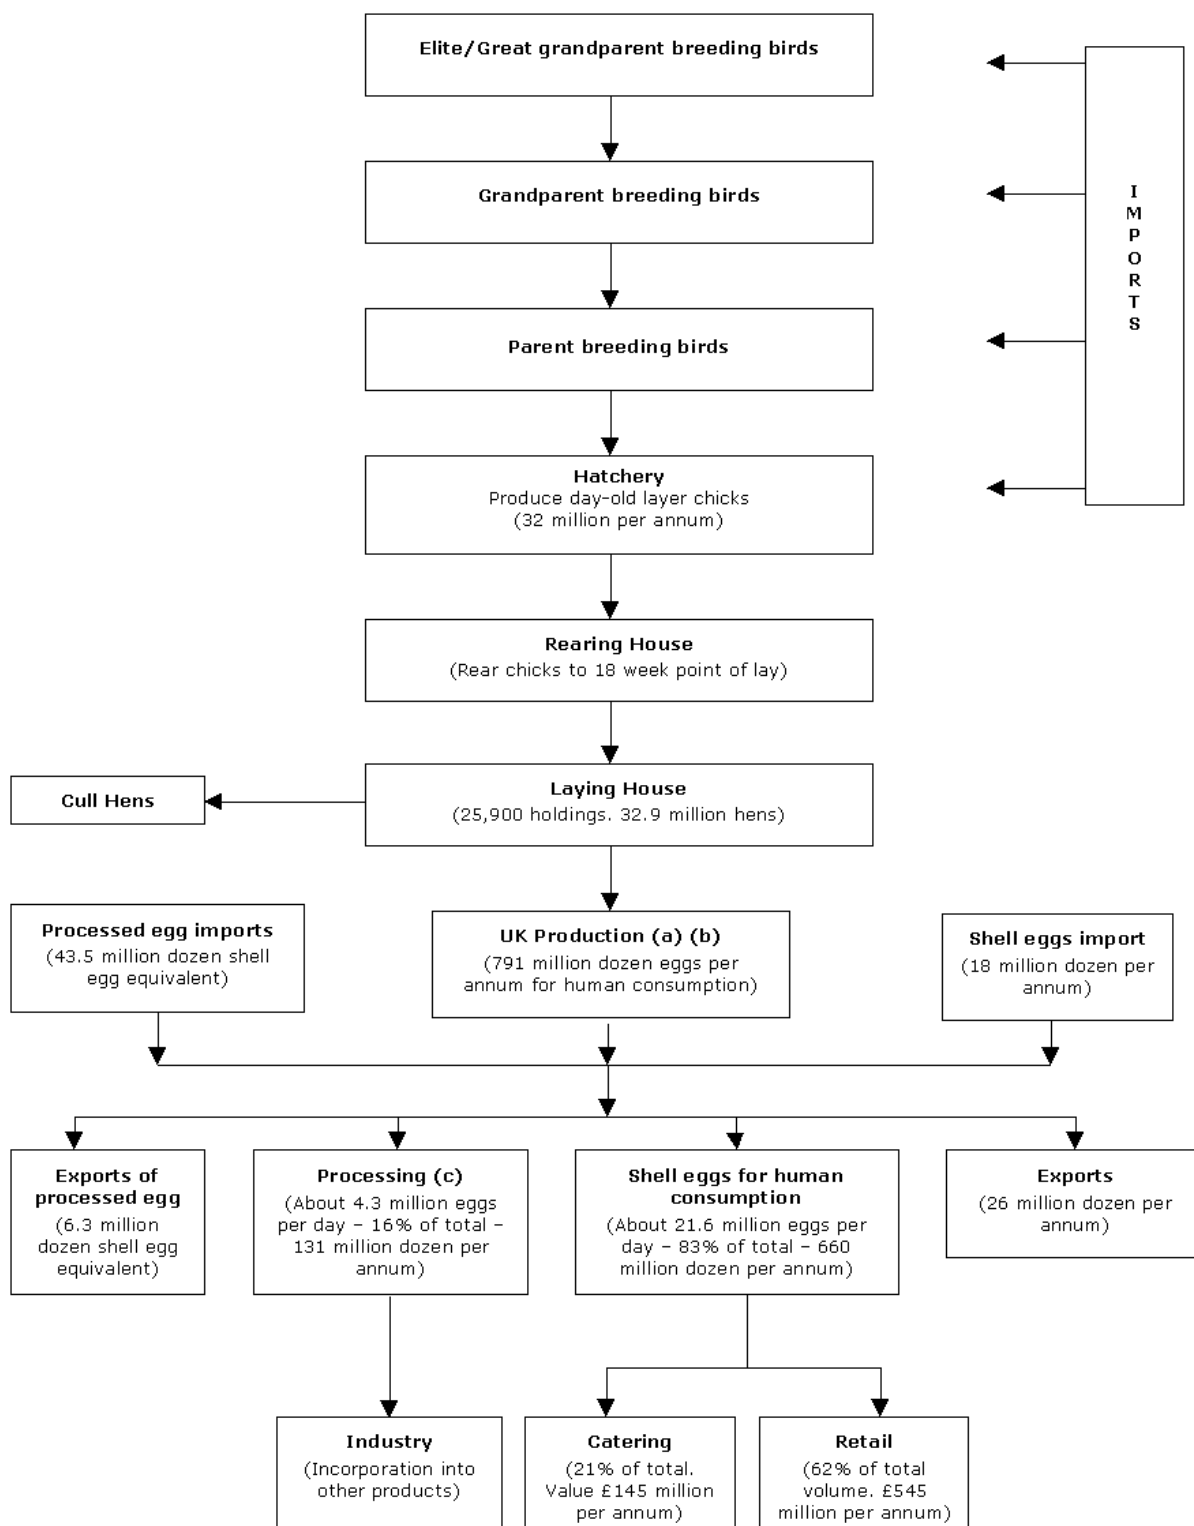 Elite/Great grandparent breeding birds
Grandparent breeding birds
Parent breeding birds
IMPORTS
Hatchery
Produce day-old layer chicks
(32 million per annum)
Rearing House
(Rear chicks to 18 week point of lay)
Cull Hens
Laying House
(25,900 holdings. 32.9 million hens)
Processed egg imports
(43.5 million dozen shell
egg equivalent)
UK Production (a) (b)
(791 million dozen eggs per
annum for human consumption)
Shell eggs import
(18 million dozen per
annum)
Exports of
processed egg
(6.3 million
dozen shell egg
equivalent)
Processing (c)
(About 4.3 million eggs
per day – 16% of total –
131 million dozen per
annum)
Shell eggs for human
consumption
(About 21.6 million eggs per
day – 83% of total – 660
million dozen per annum)
Exports
(26 million dozen per
annum)
Industry
(Incorporation into
other products)
Catering
(21% of total.
Value £145 million
per annum)
Retail
(62% of total
volume. £545
million per annum)